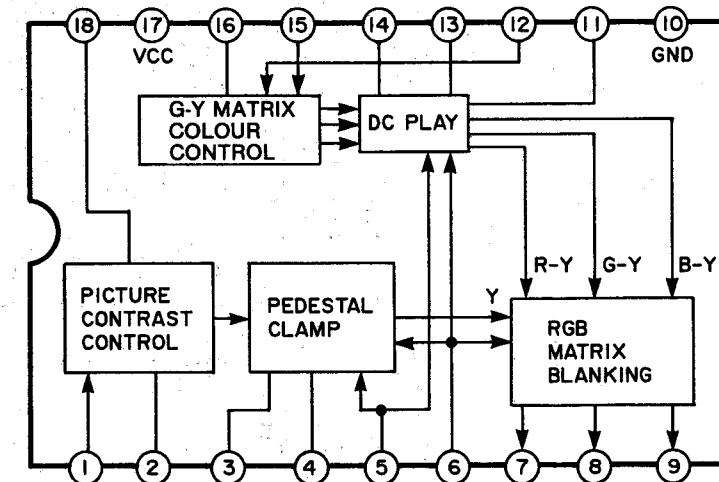 18 17 16 15 14 13 12 11 10
VCC GND
G-Y MATRIX
COLOUR
CONTROL
DC PLAY
R-Y G-Y B-Y
PICTURE
CONTRAST
CONTROL
PEDESTAL
CLAMP
Y
RGB
MATRIX
BLANKING
1 2 3 4 5 6 7 8 9